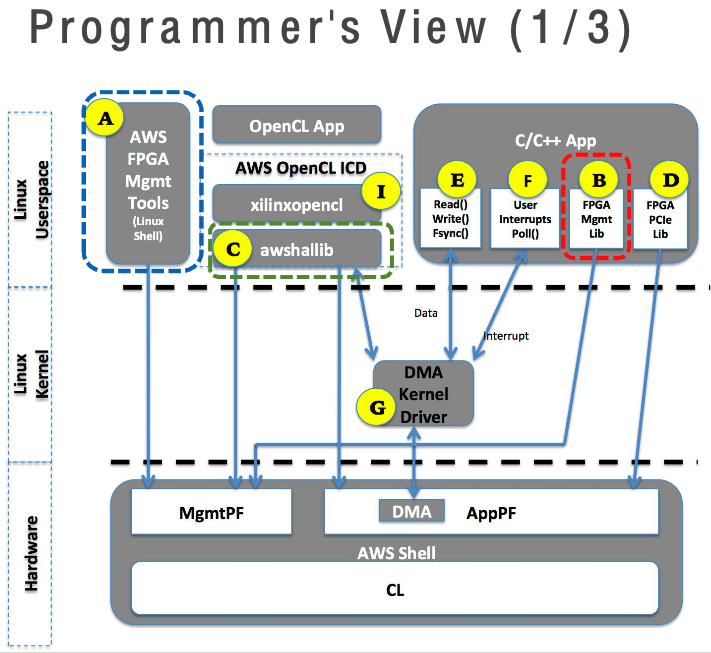 Programmer's View (1/3)
Linux
Userspace
A
AWS
FPGA
Mgmt
Tools
(Linux
Shell)
OpenCL App
AWS OpenCL ICD
I
xilinxopencl
C
awshallib
C/C++ App
E
Read()
Write()
Fsync()
F
User
Interrupts
Poll()
B
FPGA
Mgmt
Lib
D
FPGA
PCIe
Lib
Linux
Kernel
Data
Interrupt
DMA
Kernel
Driver
G
Hardware
MgmtPF
DMA
AppPF
AWS Shell
CL